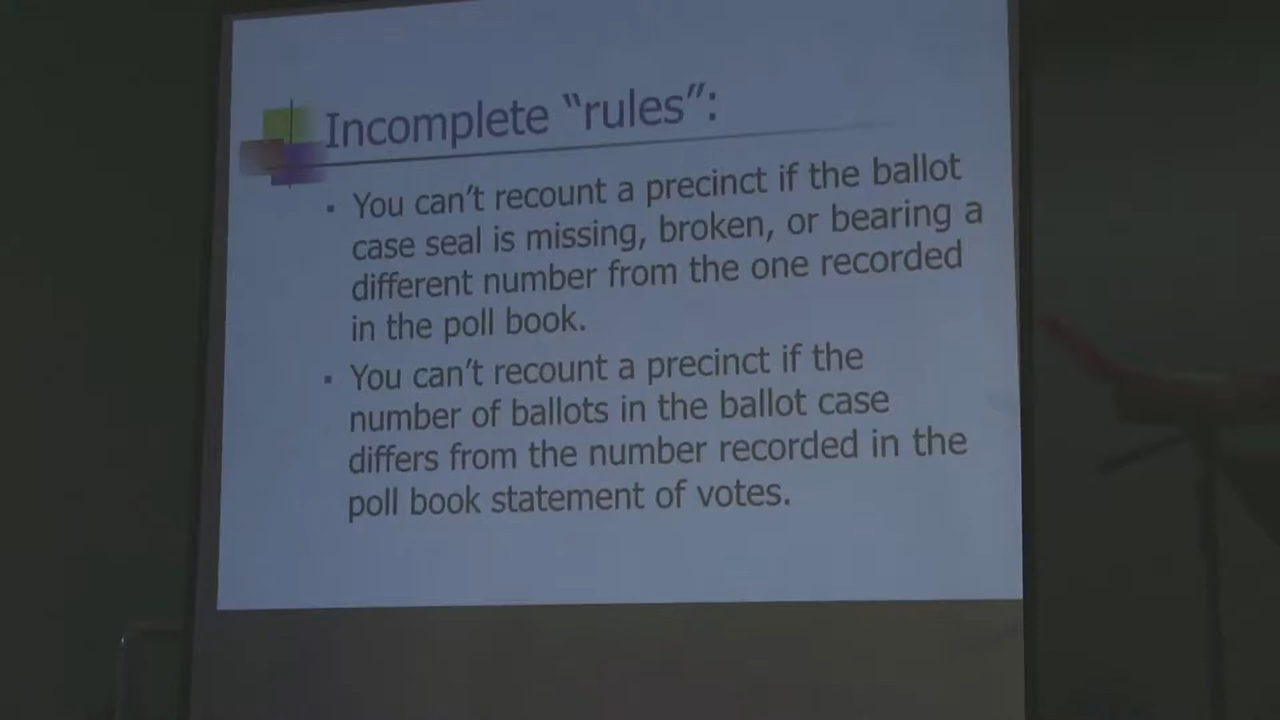 Incomplete “rules”:
▪ You can’t recount a precinct if the ballot
case seal is missing, broken, or bearing a
different number from the one recorded
in the poll book.
▪ You can’t recount a precinct if the
number of ballots in the ballot case
differs from the number recorded in the
poll book statement of votes.